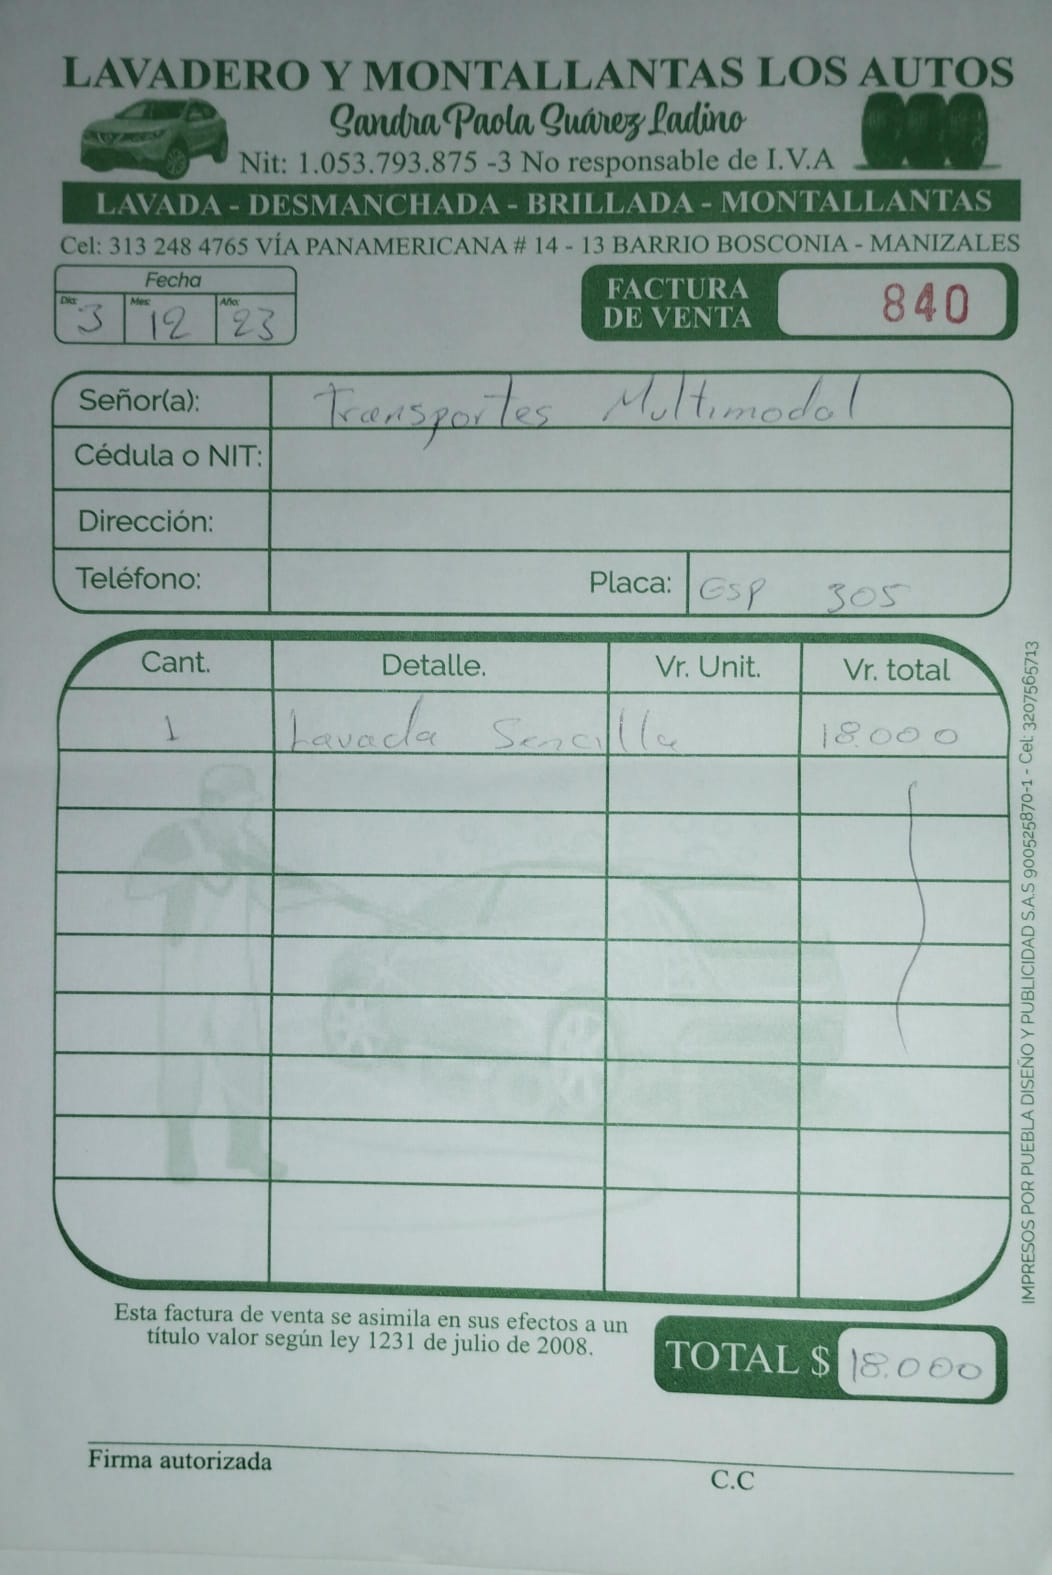 LAVADERO Y MONTALLANTAS LOS AUTOS
Sandra Paola Suárez Ladino
Nit: 1.053.793.875 -3 No responsable de I.V.A
LAVADA - DESMANCHADA - BRILLADA - MONTALLANTAS
Cel: 313 248 4765 VÍA PANAMERICANA # 14 - 13 BARRIO BOSCONIA - MANIZALES
Fecha
Día: 3 Mes: 12 Año: 23
FACTURA DE VENTA 840
Señor(a): Transportes Multimodal
Cédula o NIT:
Dirección:
Teléfono: Placa: GSP 305
Cant. Detalle. Vr. Unit. Vr. total
1 Lavada Sencilla 18.000
Esta factura de venta se asimila en sus efectos a un
título valor según ley 1231 de julio de 2008.
TOTAL $ 18.000
Firma autorizada
C.C
IMPRESOS POR PUEBLA DISEÑO Y PUBLICIDAD S.A.S 900525870-1 - Cel: 3207565713